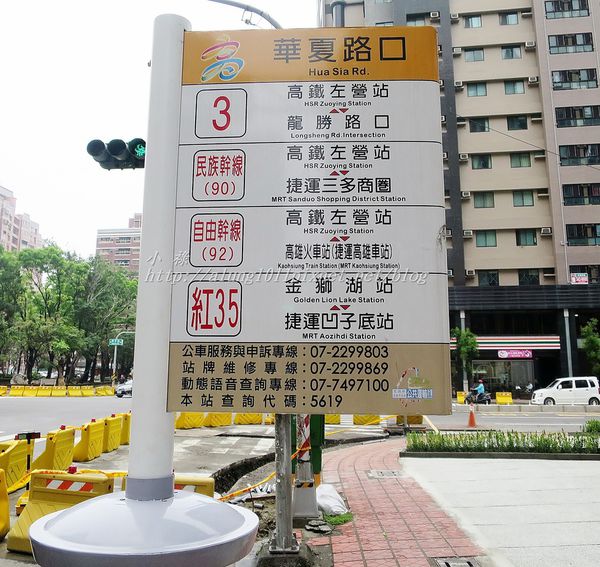 高
華夏路口
Hua Sia Rd.
3
高鐵左營站
HSR Zuoying Station
龍勝路口
Longsheng Rd. Intersection
民族幹線
(90)
高鐵左營站
HSR Zuoying Station
捷運三多商圈
MRT Sanduo Shopping District Station
自由幹線
(92)
高鐵左營站
HSR Zuoying Station
高雄火車站(捷運高雄車站)
Kaohsiung Train Station (MRT Kaohsiung Station)
紅35
金獅湖站
Golden Lion Lake Station
捷運凹子底站
MRT Aozihdi Station
公車服務與申訴專線：07-2299803
站牌維修專線：07-2299869
動態語音查詢專線：07-7497100
本站查詢代碼：5619